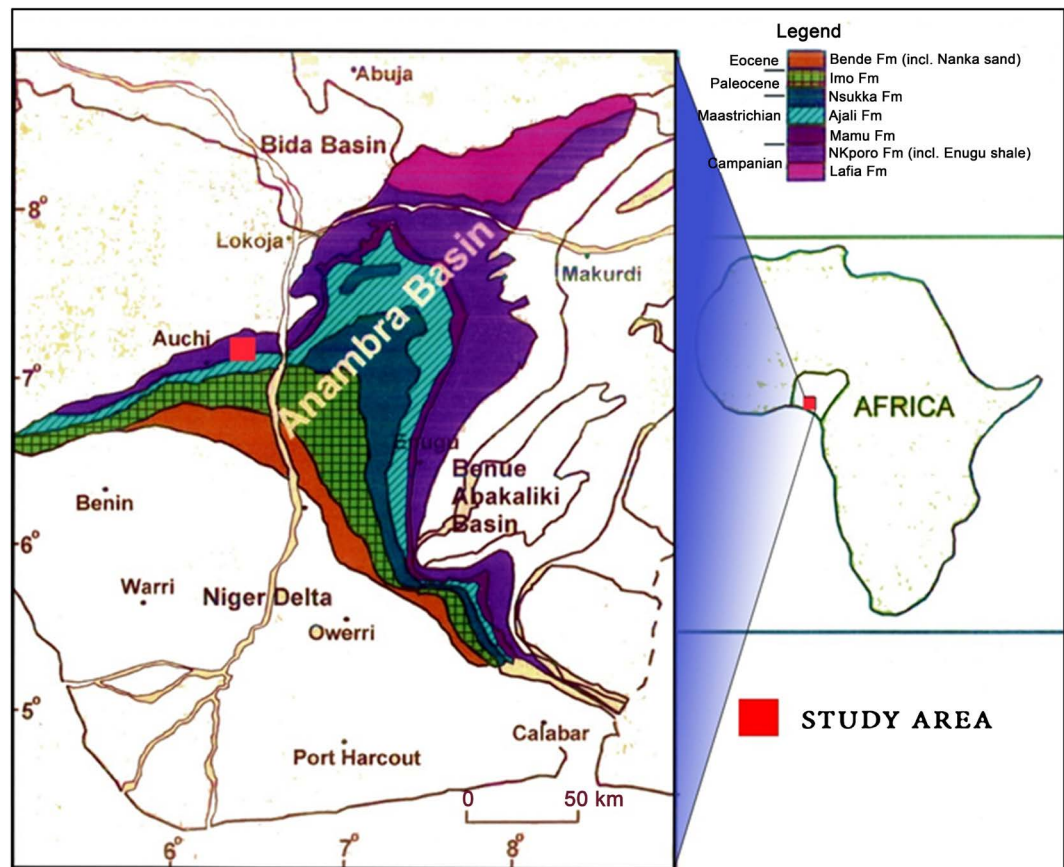 Legend
Eocene
Bende Fm (incl. Nanka sand)
Paleocene
Imo Fm
Nsukka Fm
Maastrichian
Ajali Fm
Mamu Fm
NKporo Fm (incl. Enugu shale)
Campanian
Lafia Fm
Abuja
Bida Basin
8°
Lokoja
Makurdi
Anambra Basin
Auchi
7°
AFRICA
Enugu
Benue
Abakaliki
Basin
Benin
6°
Warri
Niger Delta
Owerri
5°
Calabar
Port Harcout
STUDY AREA
0 50 km
6° 7° 8°